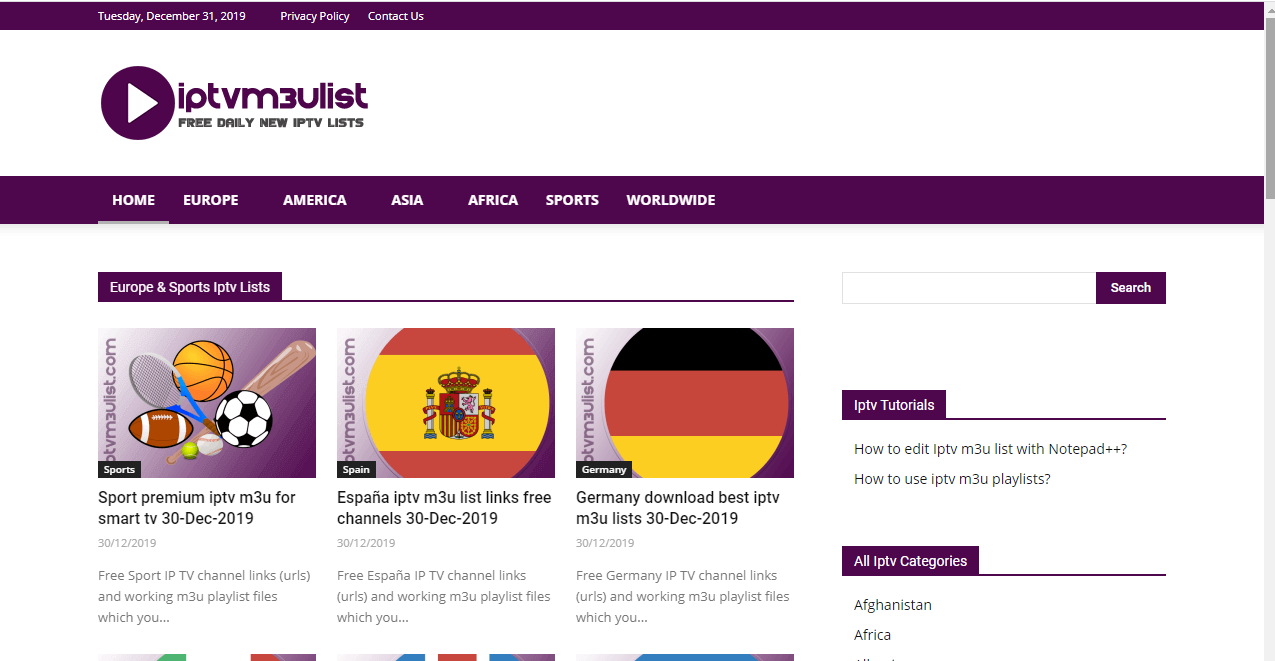 Tuesday, December 31, 2019 Privacy Policy Contact Us
iptvm3ulist
FREE DAILY NEW IPTV LISTS
HOME EUROPE AMERICA ASIA AFRICA SPORTS WORLDWIDE
Europe & Sports Iptv Lists
Search
iptvm3ulist.com
Sports
Sport premium iptv m3u for
smart tv 30-Dec-2019
30/12/2019
Free Sport IP TV channel links (urls)
and working m3u playlist files
which you...
iptvm3ulist.com
Spain
España iptv m3u list links free
channels 30-Dec-2019
30/12/2019
Free España IP TV channel links
(urls) and working m3u playlist files
which you...
iptvm3ulist.com
Germany
Germany download best iptv
m3u lists 30-Dec-2019
30/12/2019
Free Germany IP TV channel links
(urls) and working m3u playlist files
which you...
Iptv Tutorials
How to edit Iptv m3u list with Notepad++?
How to use iptv m3u playlists?
All Iptv Categories
Afghanistan
Africa